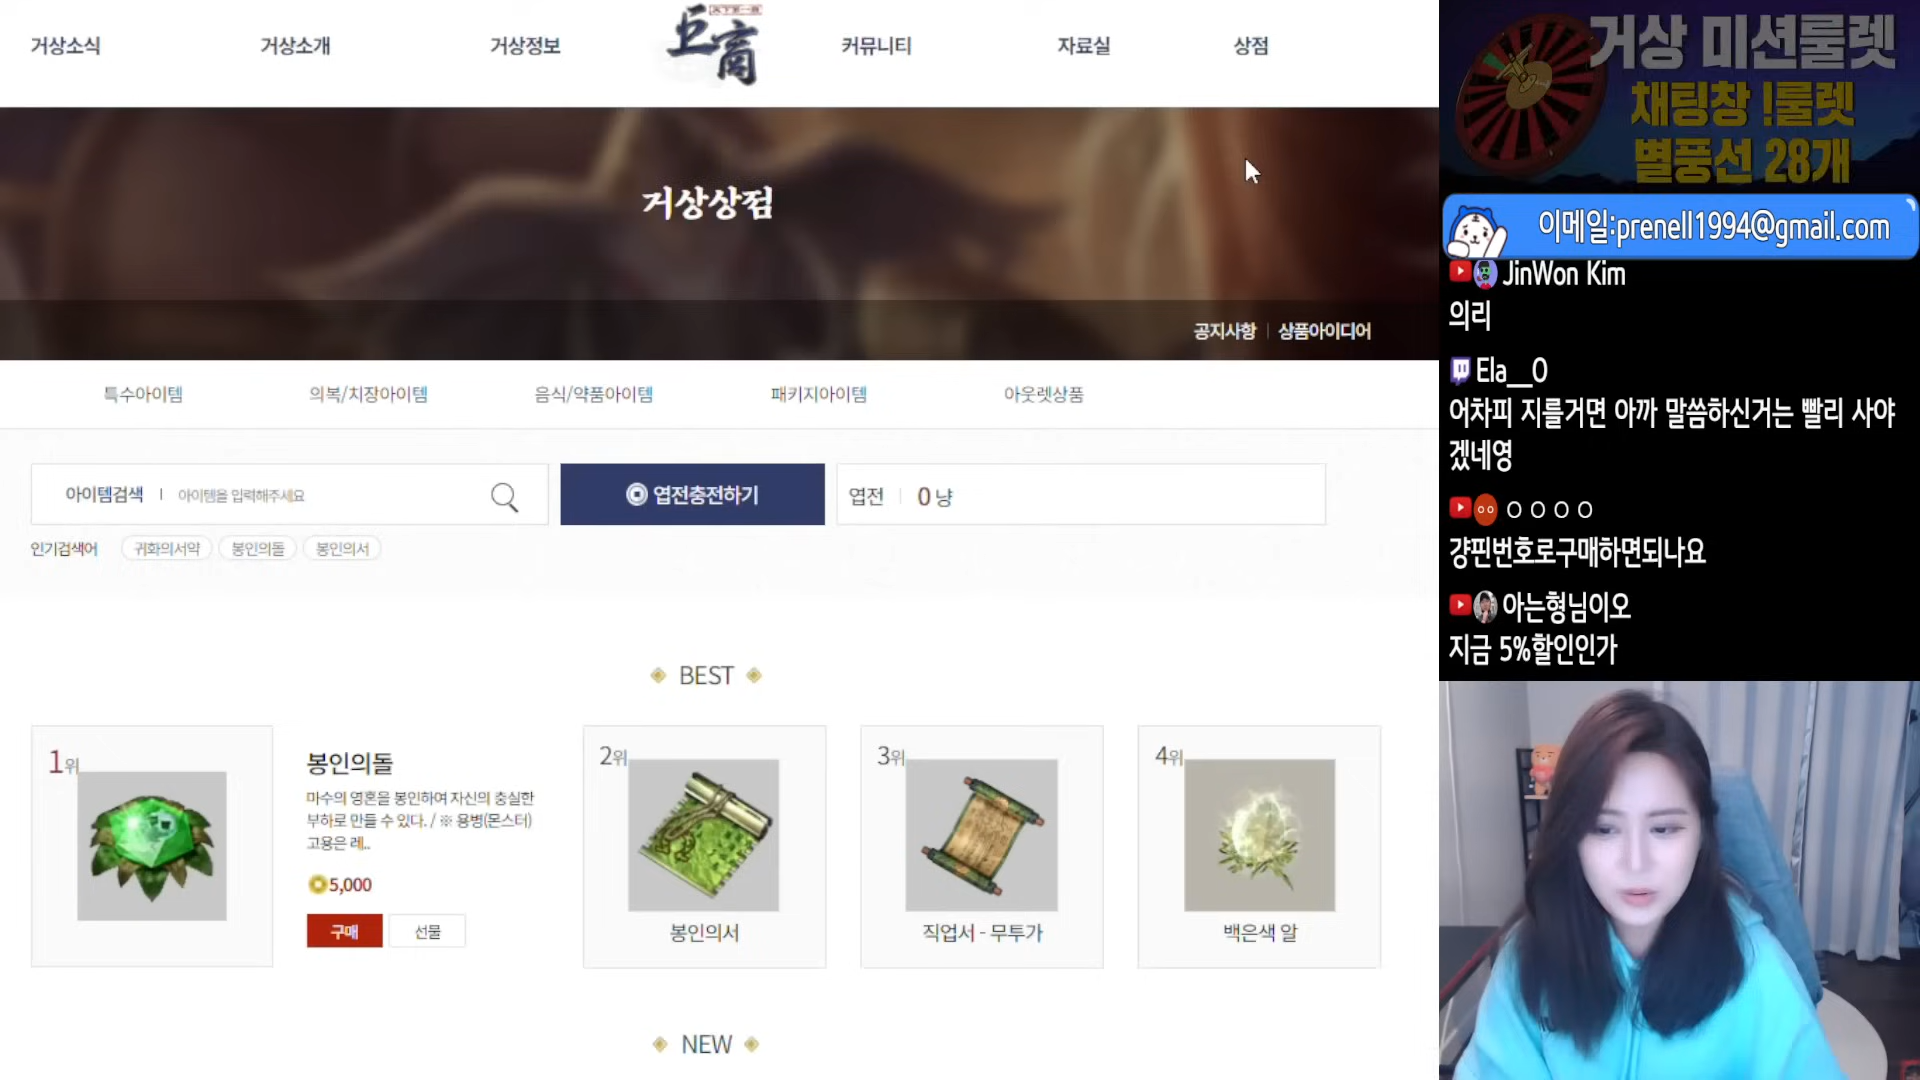 거상소식
거상소개
거상정보
巨商
커뮤니티
자료실
상점
거상상점
공지사항
상품아이디어
특수아이템
의복/치장아이템
음식/약품아이템
패키지아이템
아웃렛상품
아이템검색
아이템을 입력해주세요
엽전충전하기
엽전
0 냥
인기검색어
귀화의서약
봉인의돌
봉인의서
BEST
1위
봉인의돌
마수의 영혼을 봉인하여 자신의 충실한
부하로 만들 수 있다. / ※ 용병(몬스터)
고용은 레..
5,000
구매
선물
2위
봉인의서
3위
직업서 - 무투가
4위
백은색 알
NEW
거상 미션룰렛
채팅창 !룰렛
별풍선 28개
이메일:prenell1994@gmail.com
JinWon Kim
의리
Ela__O
어차피 지를거면 아까 말씀하신거는 빨리 사야
겠네영
ㅇㅇㅇㅇ
걍핀번호로구매하면되나요
아는형님이오
지금 5%할인인가